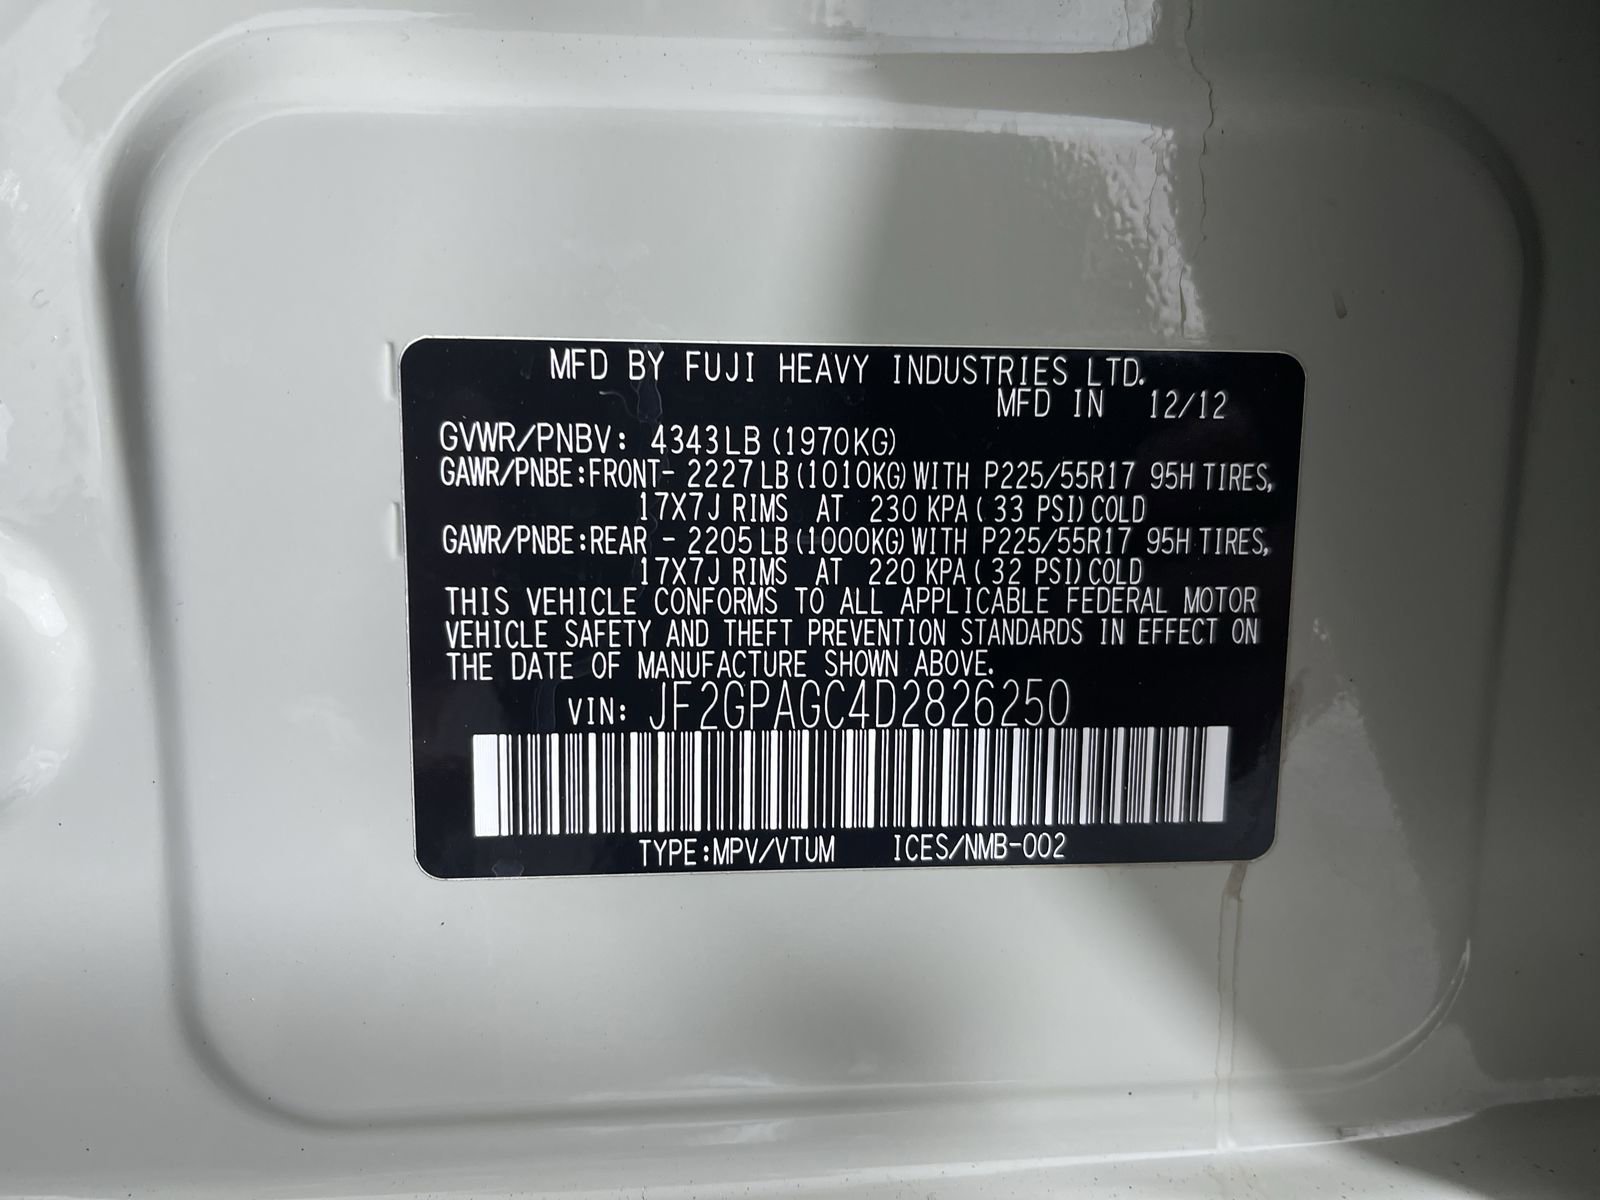 MFD BY FUJI HEAVY INDUSTRIES LTD.
MFD IN 12/12
GVWR/PNBV: 4343LB (1970KG)
GAWR/PNBE:FRONT- 2227LB(1010KG)WITH P225/55R17 95H TIRES,
17X7J RIMS AT 230 KPA( 33 PSI)COLD
GAWR/PNBE:REAR - 2205LB(1000KG)WITH P225/55R17 95H TIRES,
17X7J RIMS AT 220 KPA( 32 PSI)COLD
THIS VEHICLE CONFORMS TO ALL APPLICABLE FEDERAL MOTOR
VEHICLE SAFETY AND THEFT PREVENTION STANDARDS IN EFFECT ON
THE DATE OF MANUFACTURE SHOWN ABOVE.
VIN: JF2GPAGC4D2826250
TYPE:MPV/VTUM ICES/NMB-002